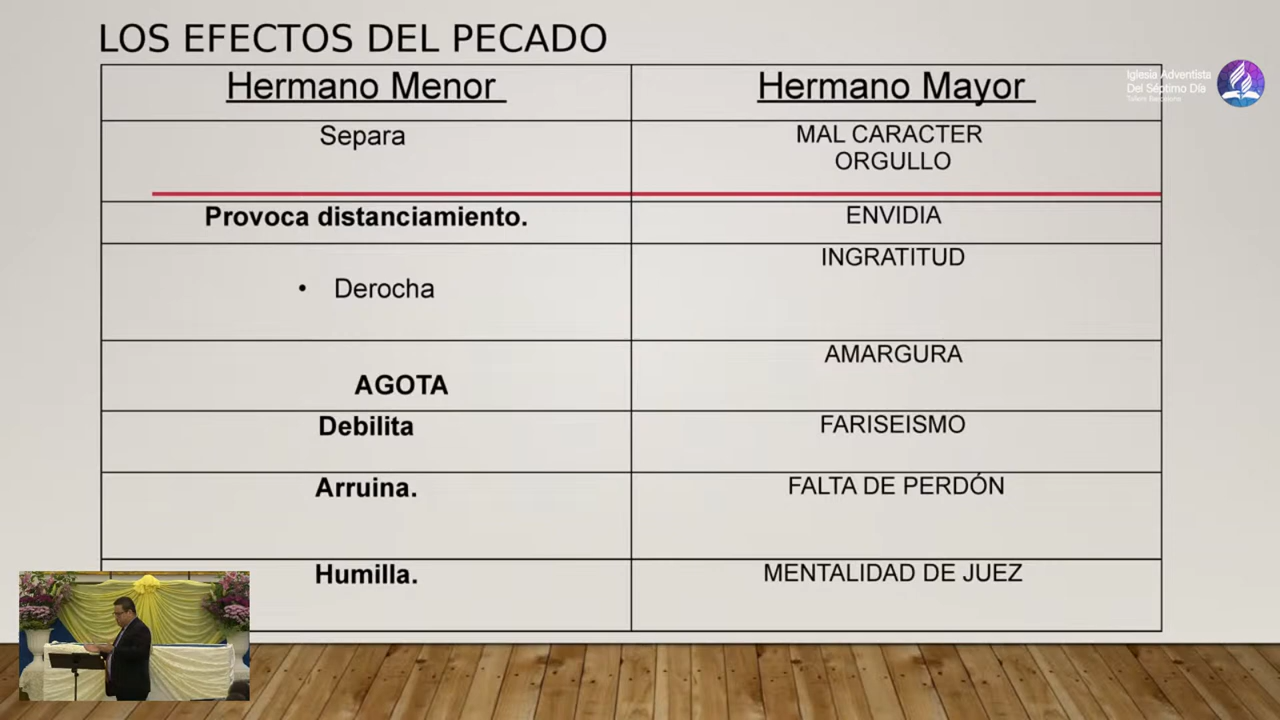 LOS EFECTOS DEL PECADO
Hermano Menor
Hermano Mayor
Iglesia Adventista
Del Séptimo Día
Separa
MAL CARACTER
ORGULLO
Provoca distanciamiento.
ENVIDIA
• Derocha
INGRATITUD
AGOTA
AMARGURA
Debilita
FARISEISMO
Arruina.
FALTA DE PERDÓN
Humilla.
MENTALIDAD DE JUEZ